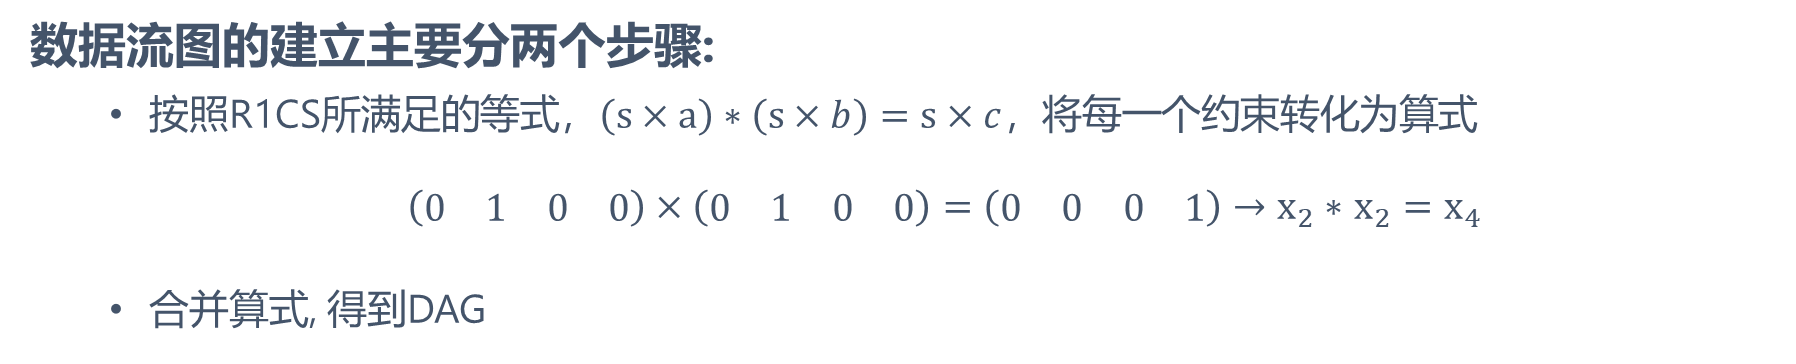 数据流图的建立主要分两个步骤:
• 按照R1CS所满足的等式，(s × a) ∗ (s × b) = s × c，将每一个约束转化为算式
(0 1 0 0) × (0 1 0 0) = (0 0 0 1) → x₂ ∗ x₂ = x₄
• 合并算式, 得到DAG